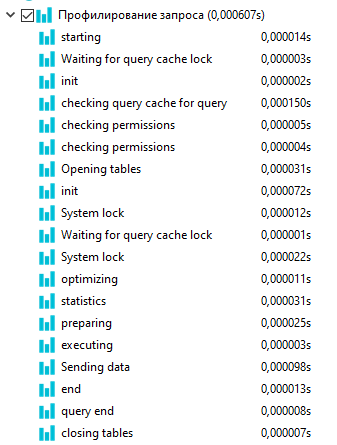 Профилирование запроса (0,000607s)
starting 0,000014s
Waiting for query cache lock 0,000003s
init 0,000002s
checking query cache for query 0,000150s
checking permissions 0,000005s
checking permissions 0,000004s
Opening tables 0,000031s
init 0,000072s
System lock 0,000012s
Waiting for query cache lock 0,000001s
System lock 0,000022s
optimizing 0,000011s
statistics 0,000031s
preparing 0,000025s
executing 0,000003s
Sending data 0,000098s
end 0,000013s
query end 0,000008s
closing tables 0,000007s